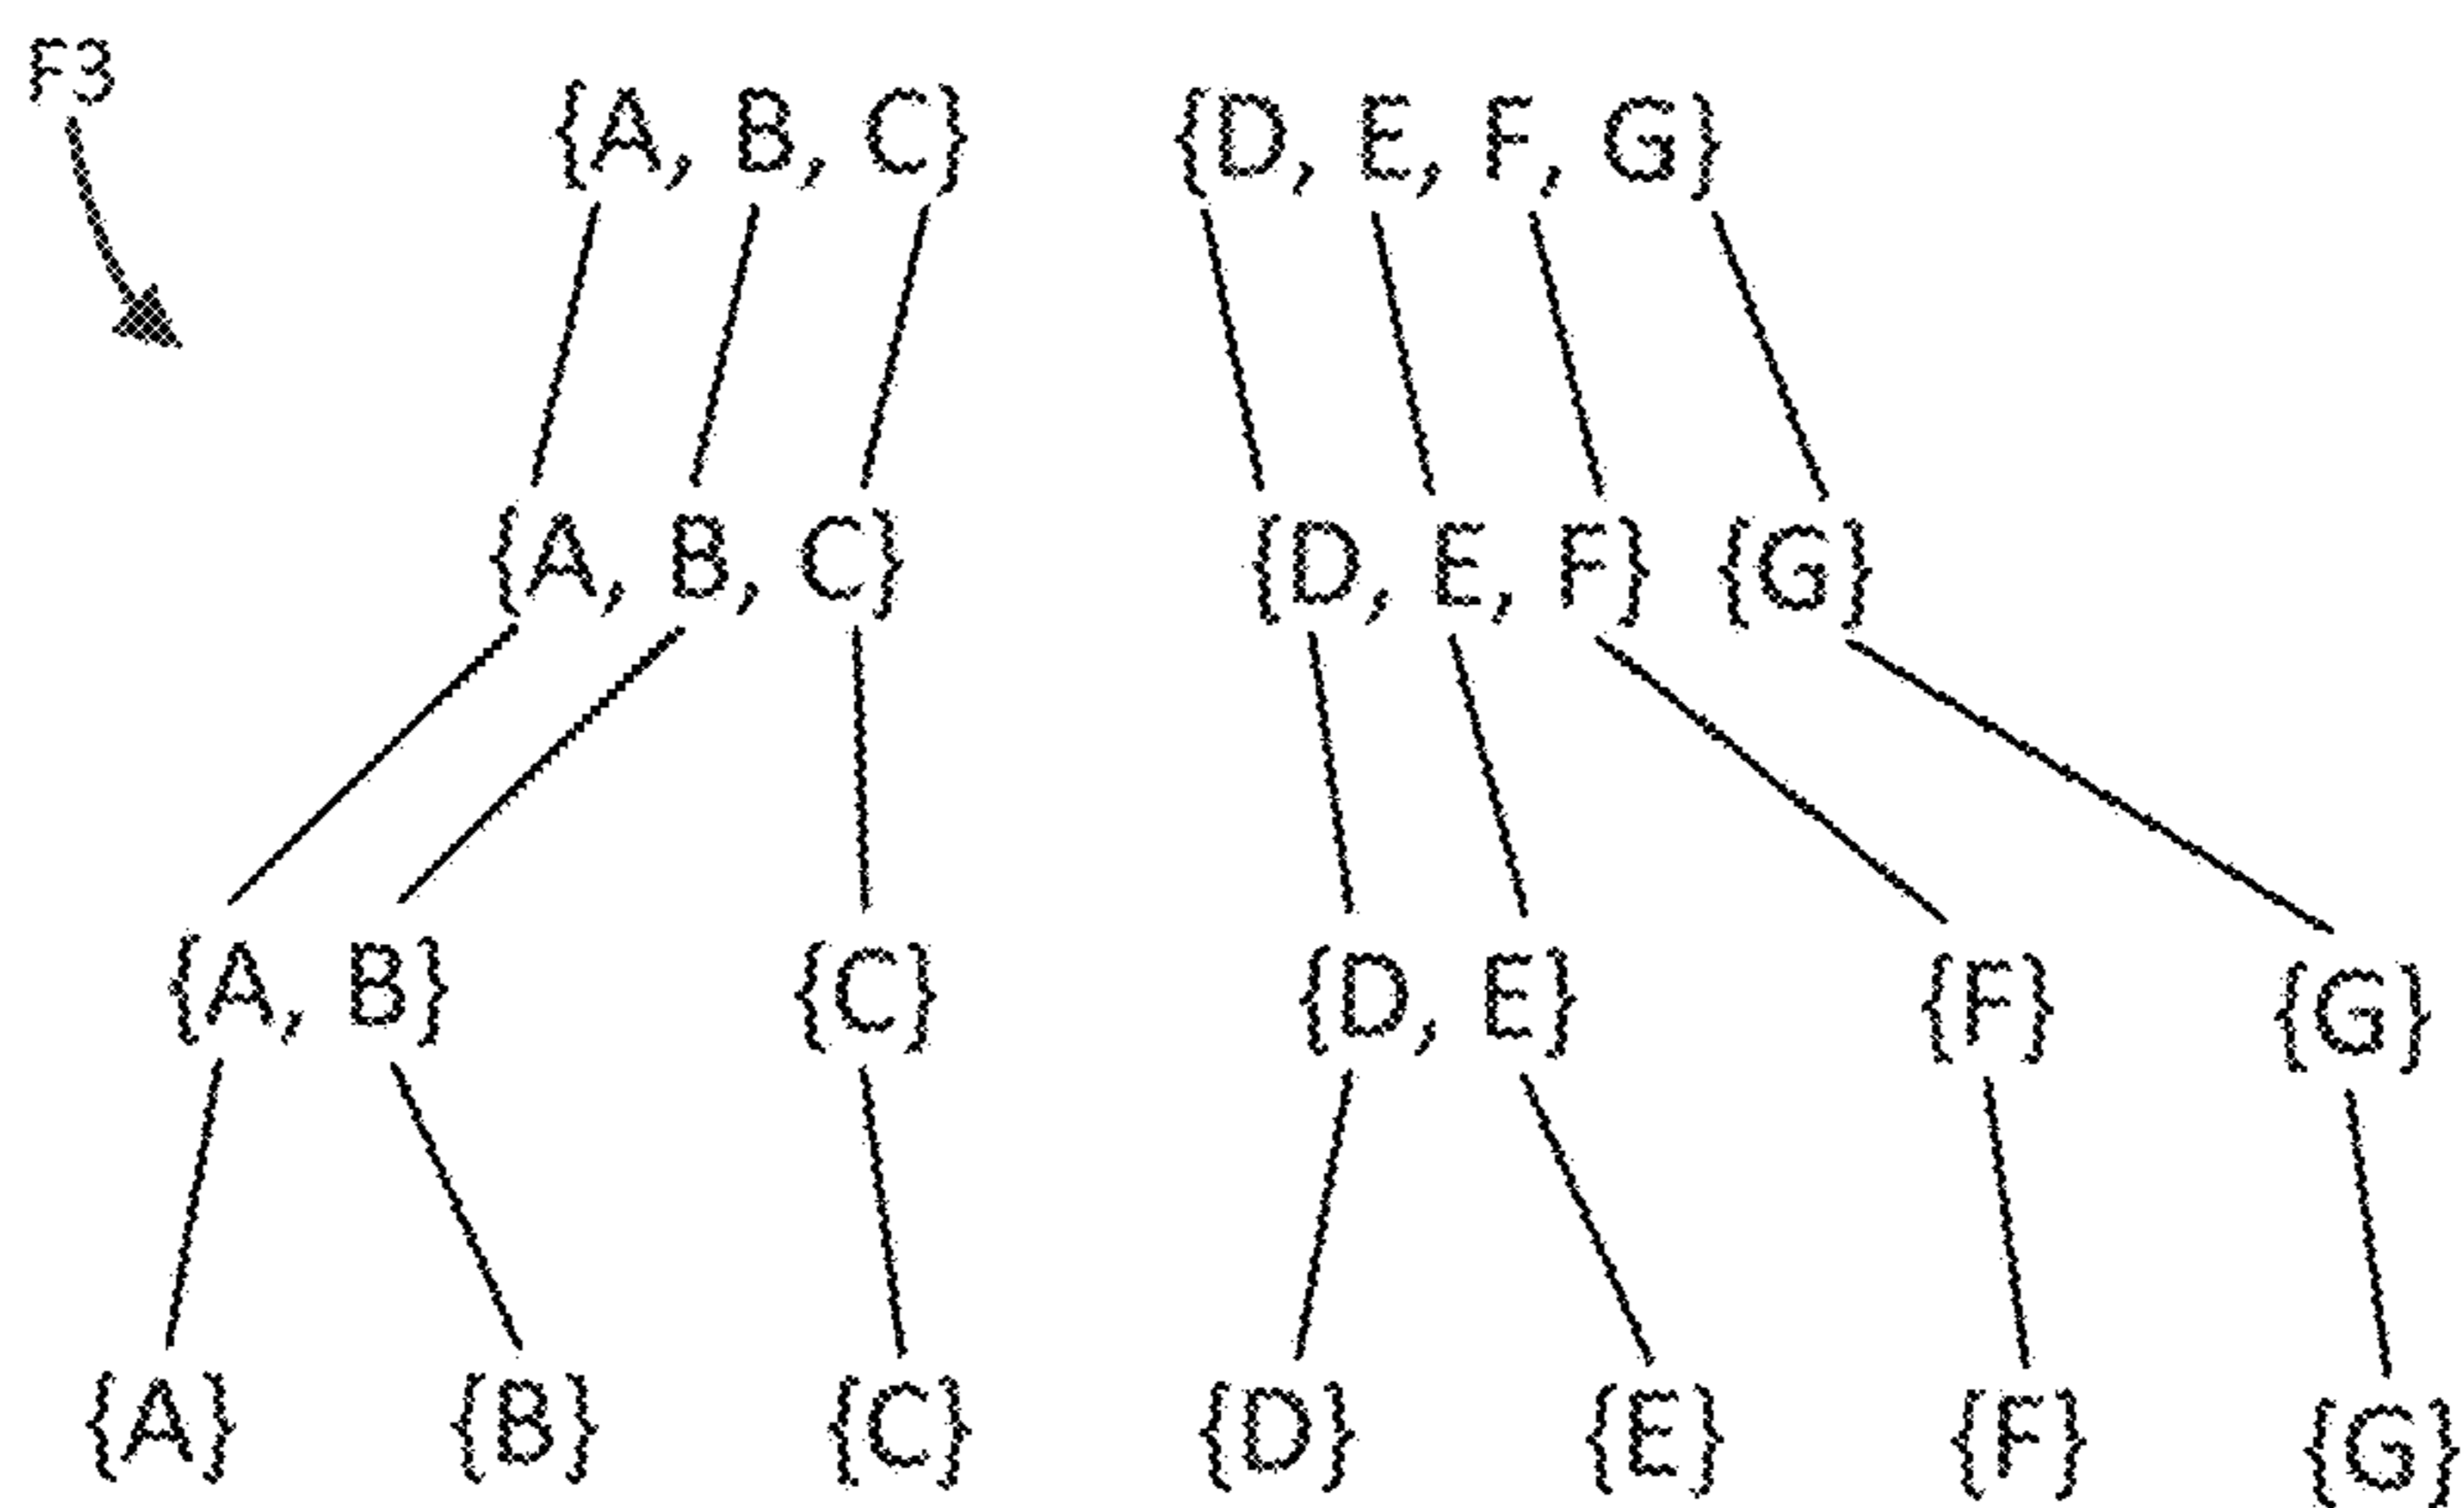 F3
{A, B, C} {D, E, F, G}
{A, B, C} {D, E, F} {G}
{A, B} {C} {D, E} {F} {G}
{A} {B} {C} {D} {E} {F} {G}